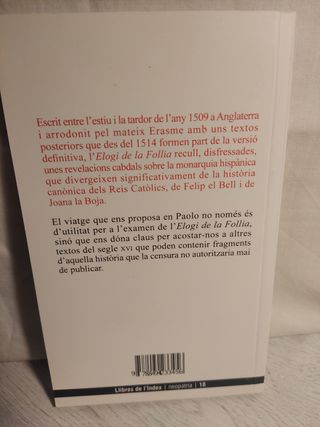 Escrit entre l'estiu i la tardor de l'any 1509 a Anglaterra
i arrodonit pel mateix Erasme amb uns textos
posteriors que des del 1514 formen part de la versió
definitiva, l'Elogi de la Follia recull, disfressades,
unes revelacions cabdals sobre la monarquia hispànica
que divergeixen significativament de la història
canònica dels Reis Catòlics, de Felip el Bell i de
Joana la Boja.
El viatge que ens proposa en Paolo no només és
d'utilitat per a l'examen de l'Elogi de la Follia,
sinó que ens dóna claus per acostar-nos a altres
textos del segle XVI que poden contenir fragments
d'aquella història que la censura no autoritzaria mai
de publicar.
Llibres de l'Índex | neopàtria | 18